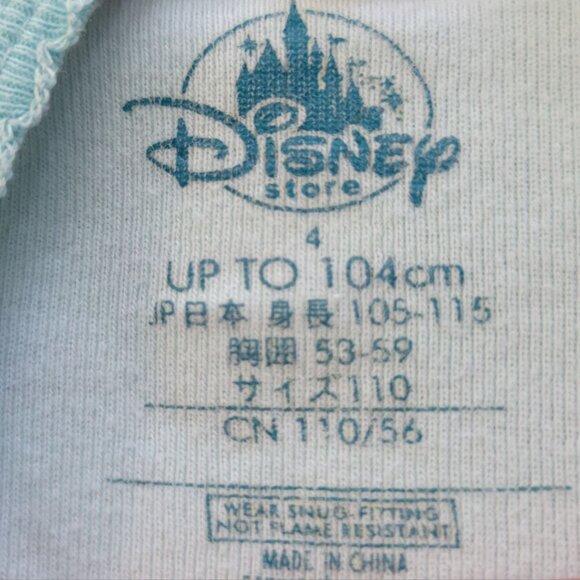 Disney
store
4
UP TO 104cm
JP日本 身長 105-115
胸囲 53-59
サイズ110
CN 110/56
WEAR SNUG-FITTING
NOT FLAME RESISTANT
MADE IN CHINA